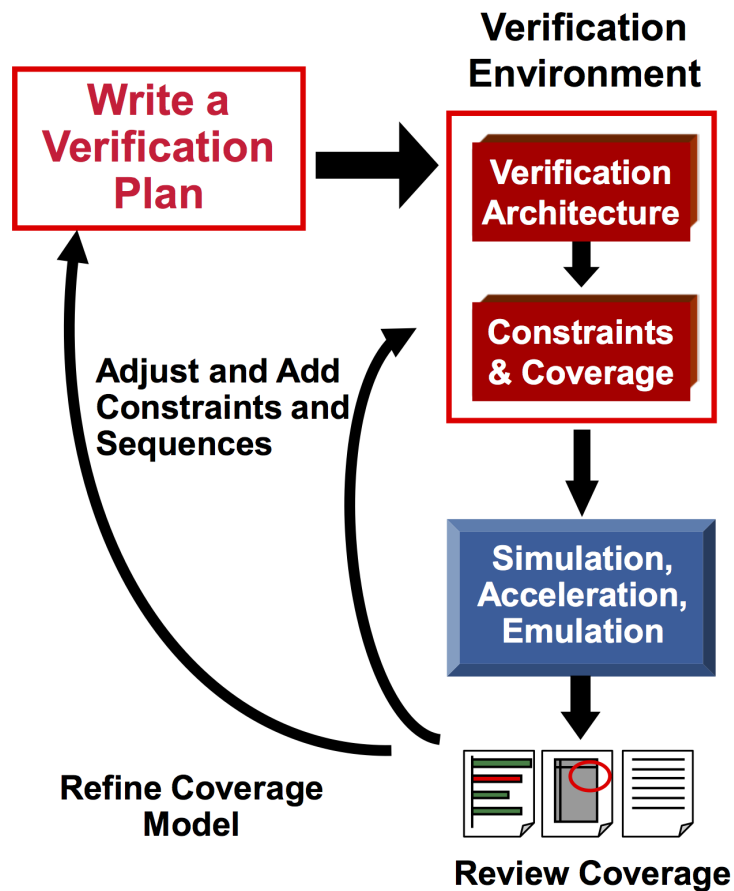 Verification
Environment
Write a
Verification
Plan
Verification
Architecture
Constraints
& Coverage
Adjust and Add
Constraints and
Sequences
Simulation,
Acceleration,
Emulation
Refine Coverage
Model
Review Coverage